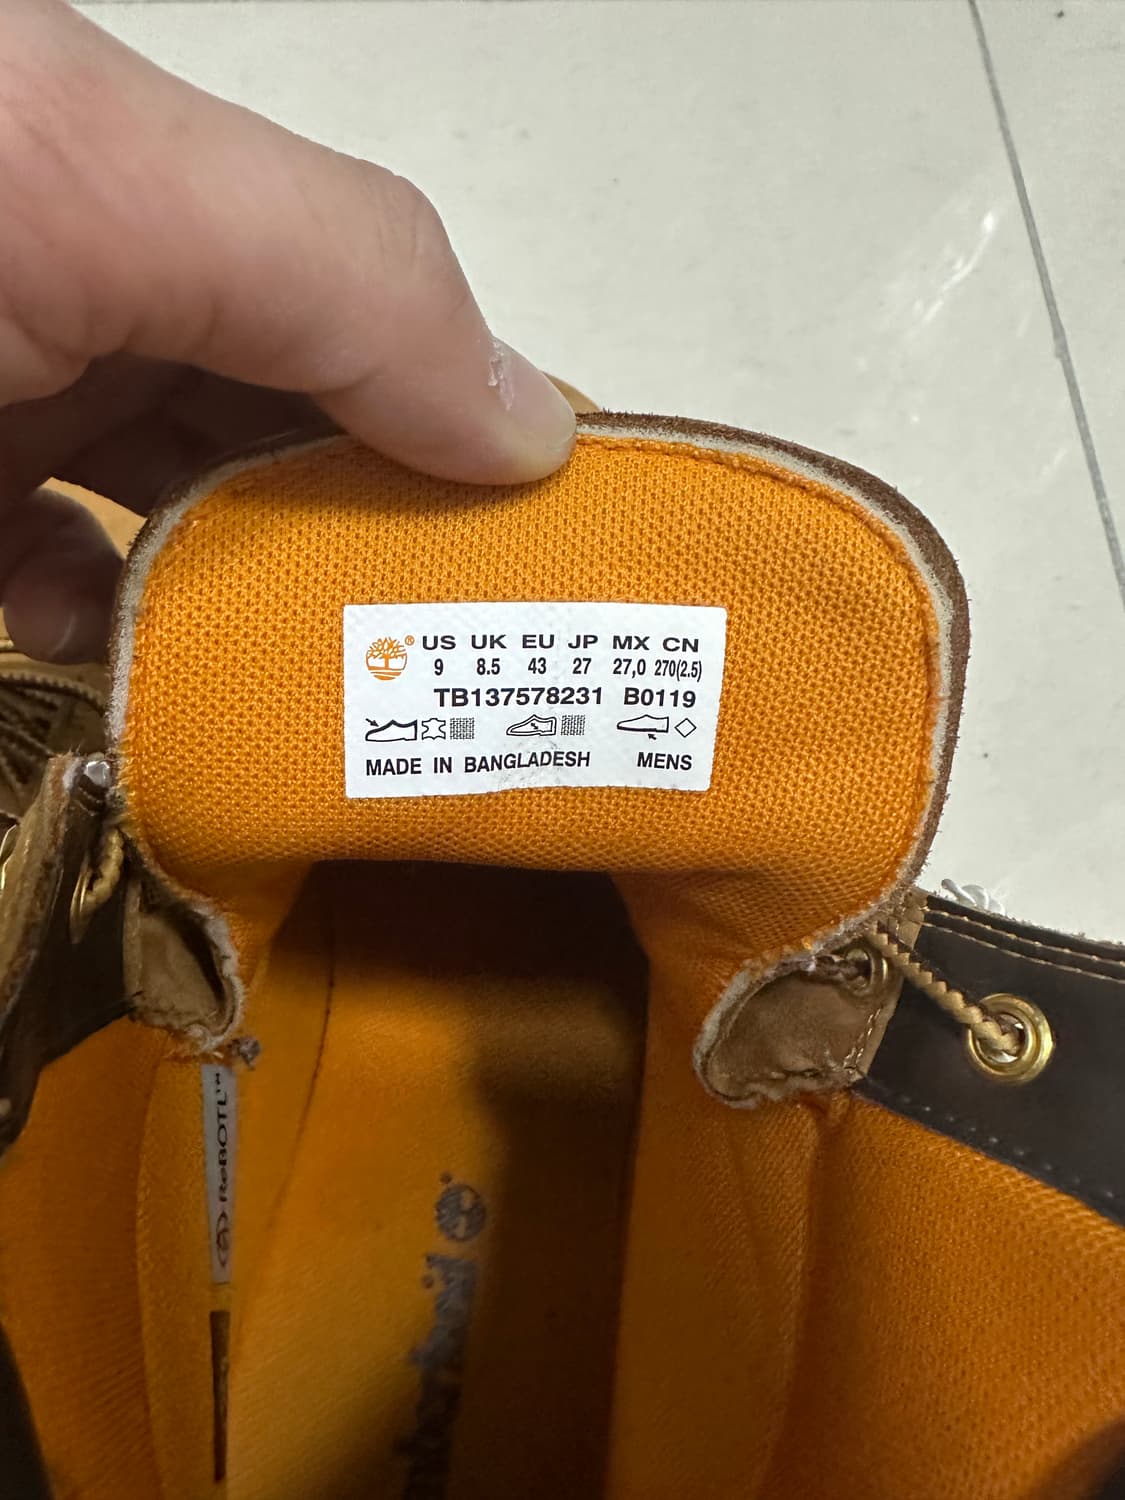 ® US UK EU JP MX CN
9 8.5 43 27 27,0 270(2.5)
TB137578231 B0119
MADE IN BANGLADESH MENS
ReBOTL™